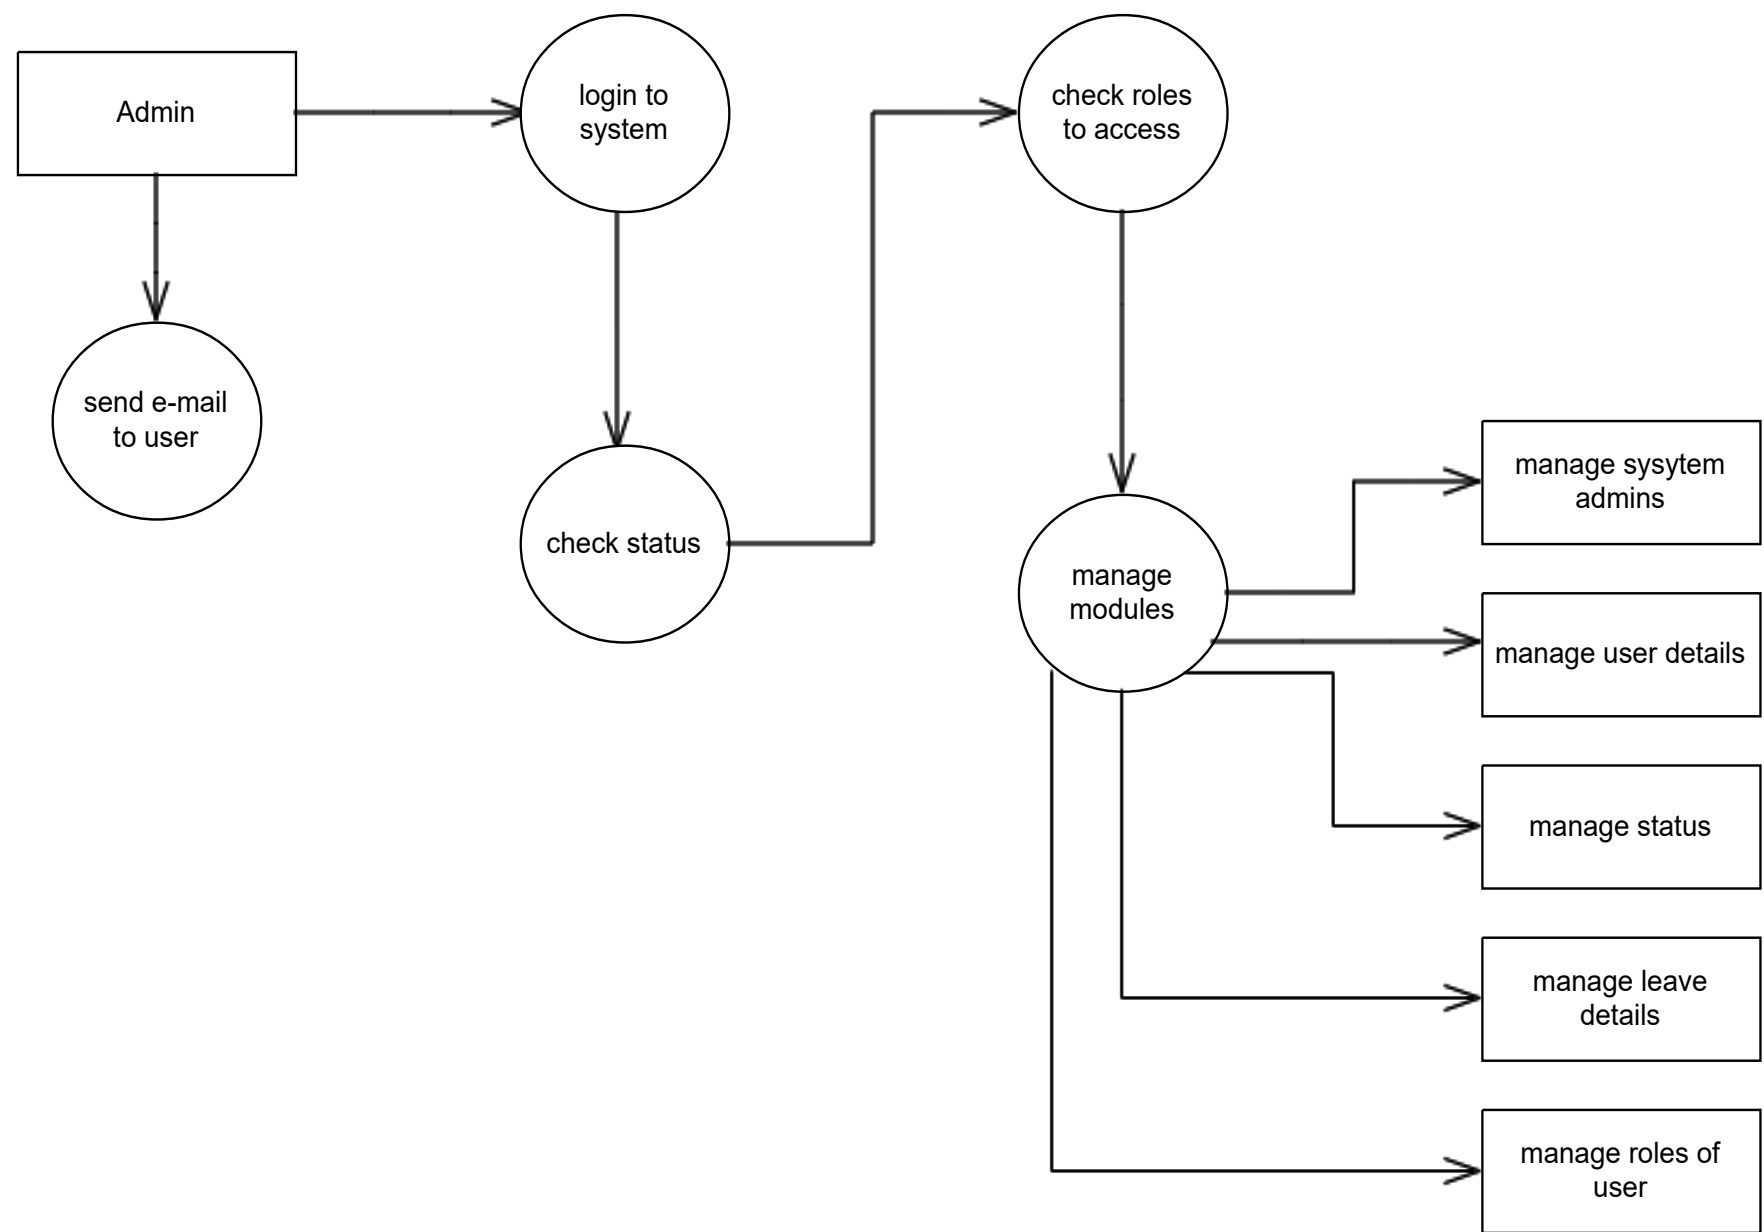 Admin
login to
system
check roles
to access
send e-mail
to user
check status
manage
modules
manage sysytem
admins
manage user details
manage status
manage leave
details
manage roles of
user